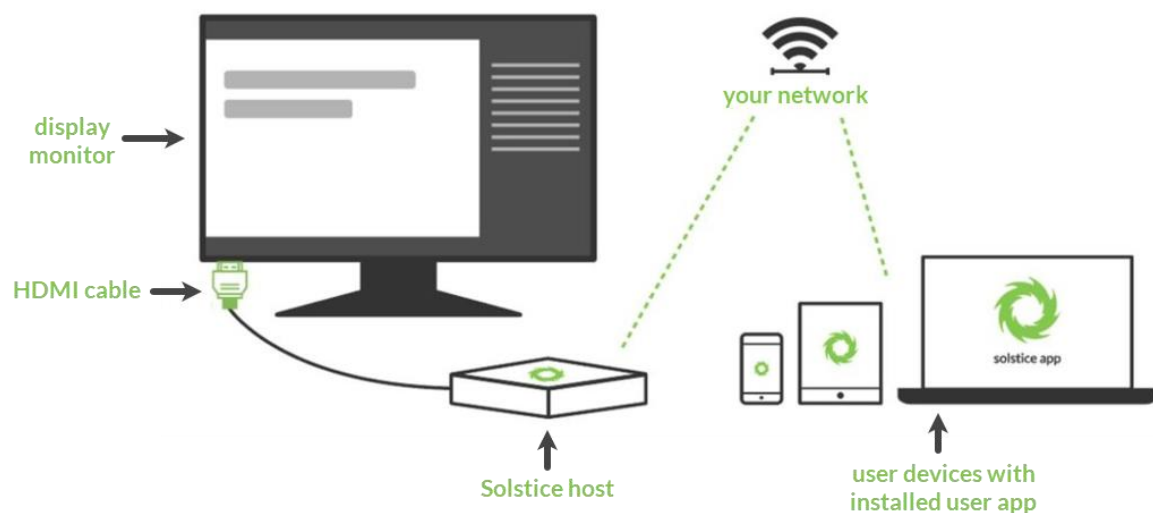 your network
display
monitor
HDMI cable
solstice app
Solstice host
user devices with
installed user app